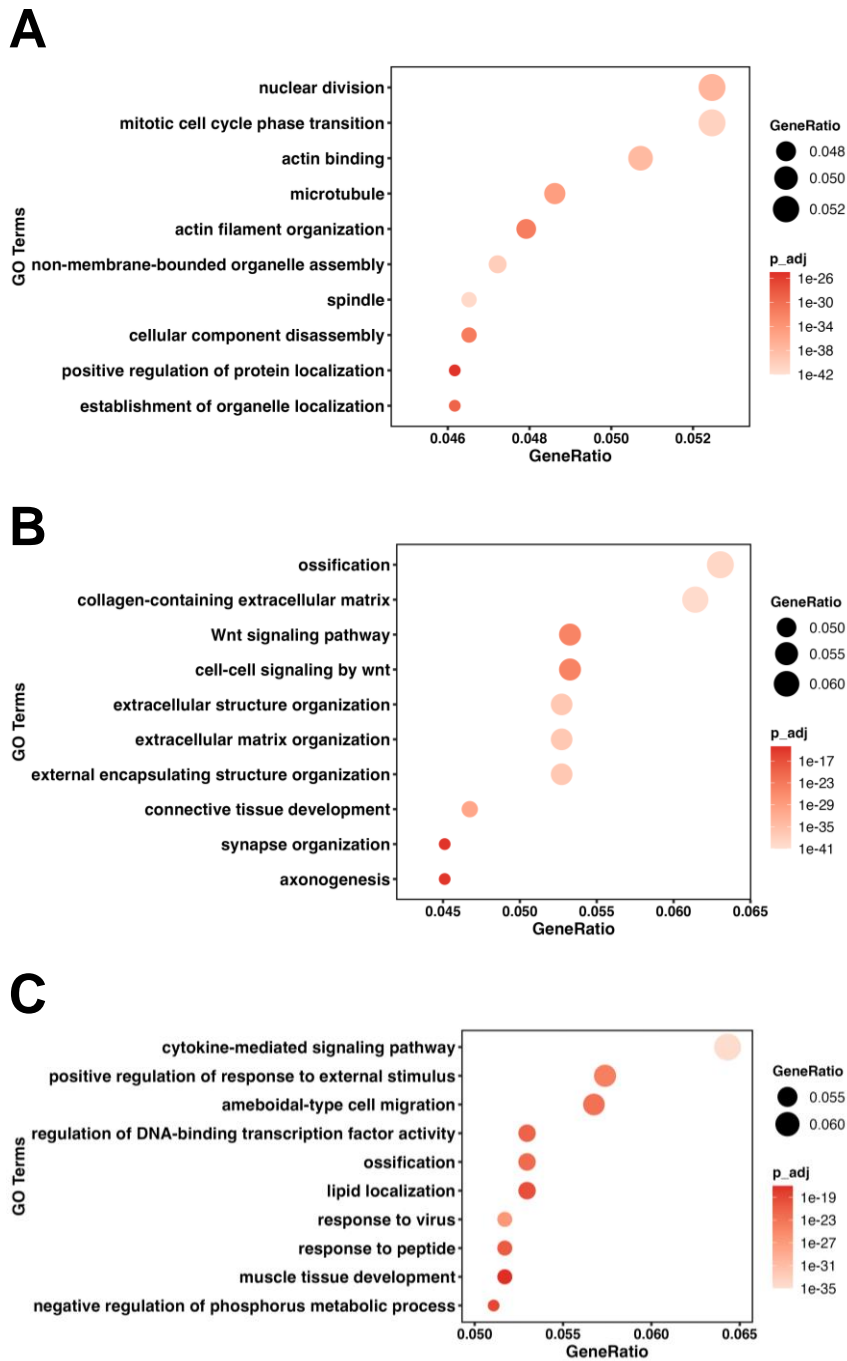 A
nuclear division
mitotic cell cycle phase transition
actin binding
microtubule
actin filament organization
non-membrane-bounded organelle assembly
spindle
cellular component disassembly
positive regulation of protein localization
establishment of organelle localization
GO Terms
0.046 0.048 0.050 0.052
GeneRatio
GeneRatio
0.048
0.050
0.052
p_adj
1e-26
1e-30
1e-34
1e-38
1e-42
B
ossification
collagen-containing extracellular matrix
Wnt signaling pathway
cell-cell signaling by wnt
extracellular structure organization
extracellular matrix organization
external encapsulating structure organization
connective tissue development
synapse organization
axonogenesis
GO Terms
0.045 0.050 0.055 0.060 0.065
GeneRatio
GeneRatio
0.050
0.055
0.060
p_adj
1e-17
1e-23
1e-29
1e-35
1e-41
C
cytokine-mediated signaling pathway
positive regulation of response to external stimulus
ameboidal-type cell migration
regulation of DNA-binding transcription factor activity
ossification
lipid localization
response to virus
response to peptide
muscle tissue development
negative regulation of phosphorus metabolic process
GO Terms
0.050 0.055 0.060 0.065
GeneRatio
GeneRatio
0.055
0.060
p_adj
1e-19
1e-23
1e-27
1e-31
1e-35